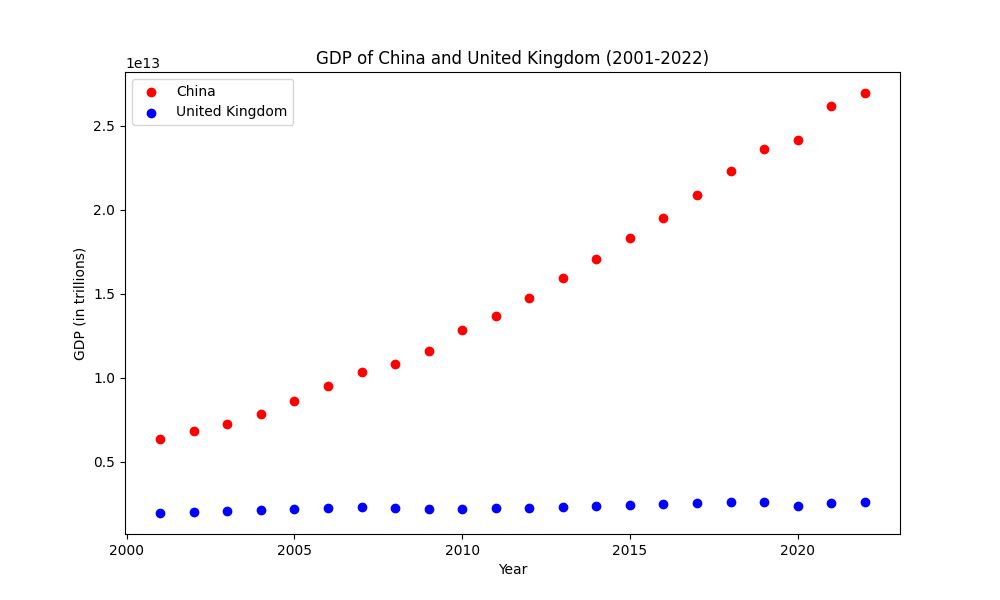 GDP of China and United Kingdom (2001-2022)
1e13
China
United Kingdom
2.5
2.0
1.5
1.0
0.5
GDP (in trillions)
2000 2005 2010 2015 2020
Year